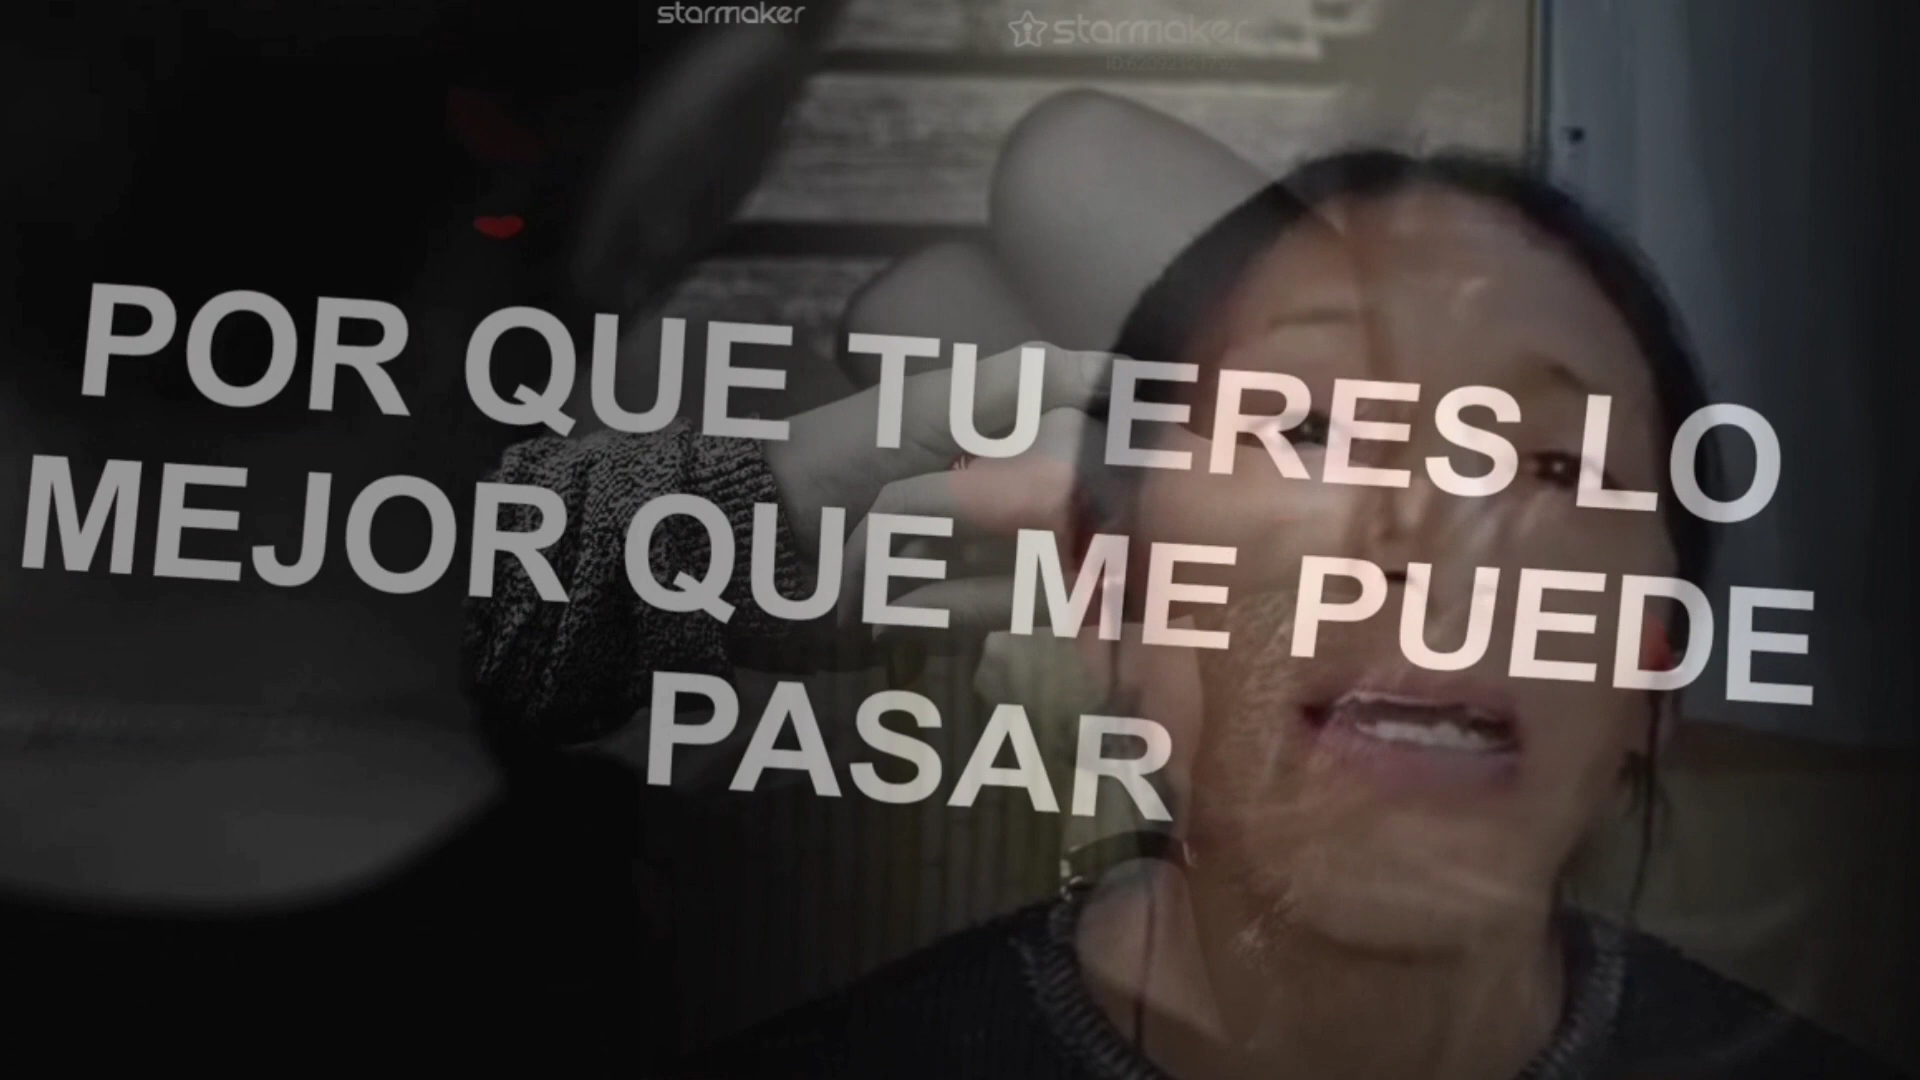 starmaker
starmaker
POR QUE TU ERES LO
MEJOR QUE ME PUEDE
PASAR